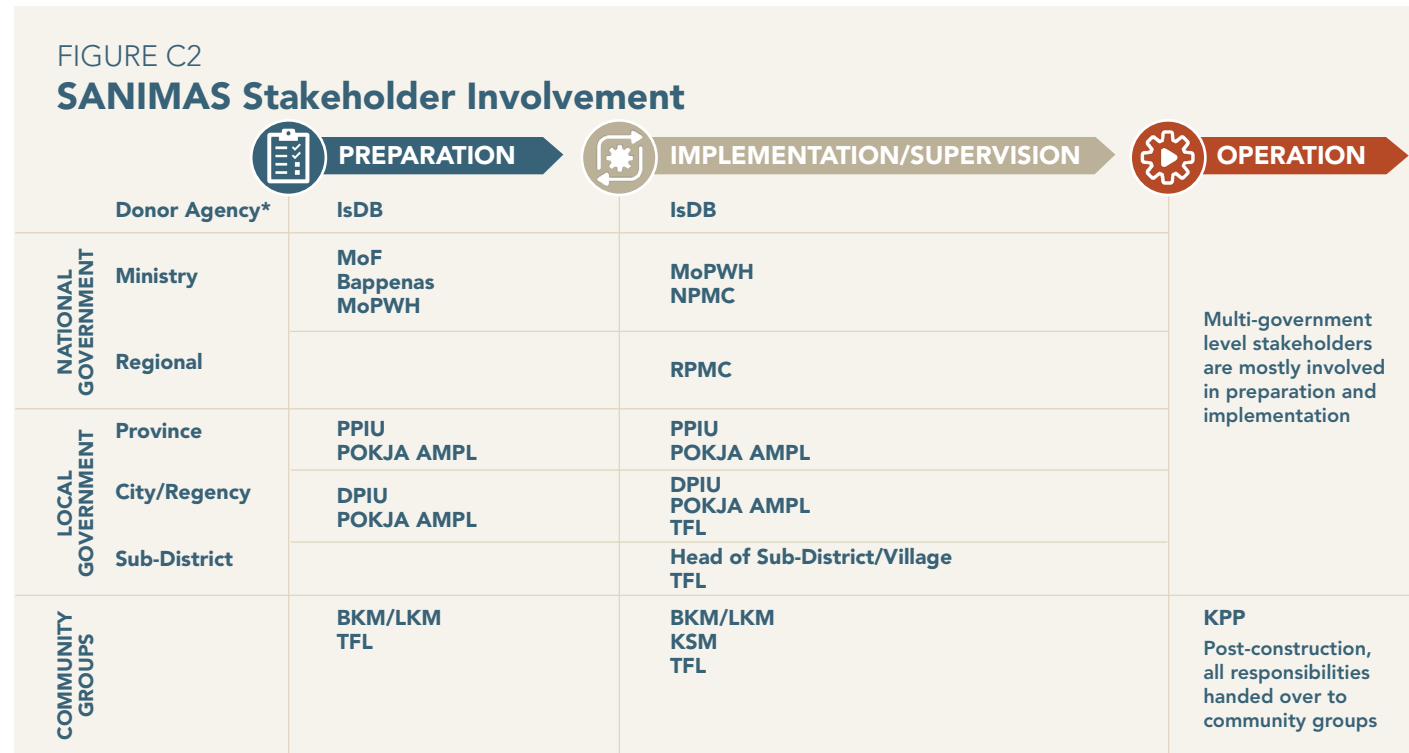 FIGURE C2
SANIMAS Stakeholder Involvement
PREPARATION
IMPLEMENTATION/SUPERVISION
OPERATION
Donor Agency*
IsDB
IsDB
NATIONAL
GOVERNMENT
Ministry
MoF
Bappenas
MoPWH
MoPWH
NPMC
Regional
RPMC
Multi-government
level stakeholders
are mostly involved
in preparation and
implementation
LOCAL
GOVERNMENT
Province
PPIU
POKJA AMPL
PPIU
POKJA AMPL
City/Regency
DPIU
POKJA AMPL
DPIU
POKJA AMPL
TFL
Sub-District
Head of Sub-District/Village
TFL
COMMUNITY
GROUPS
BKM/LKM
TFL
BKM/LKM
KSM
TFL
KPP
Post-construction,
all responsibilities
handed over to
community groups